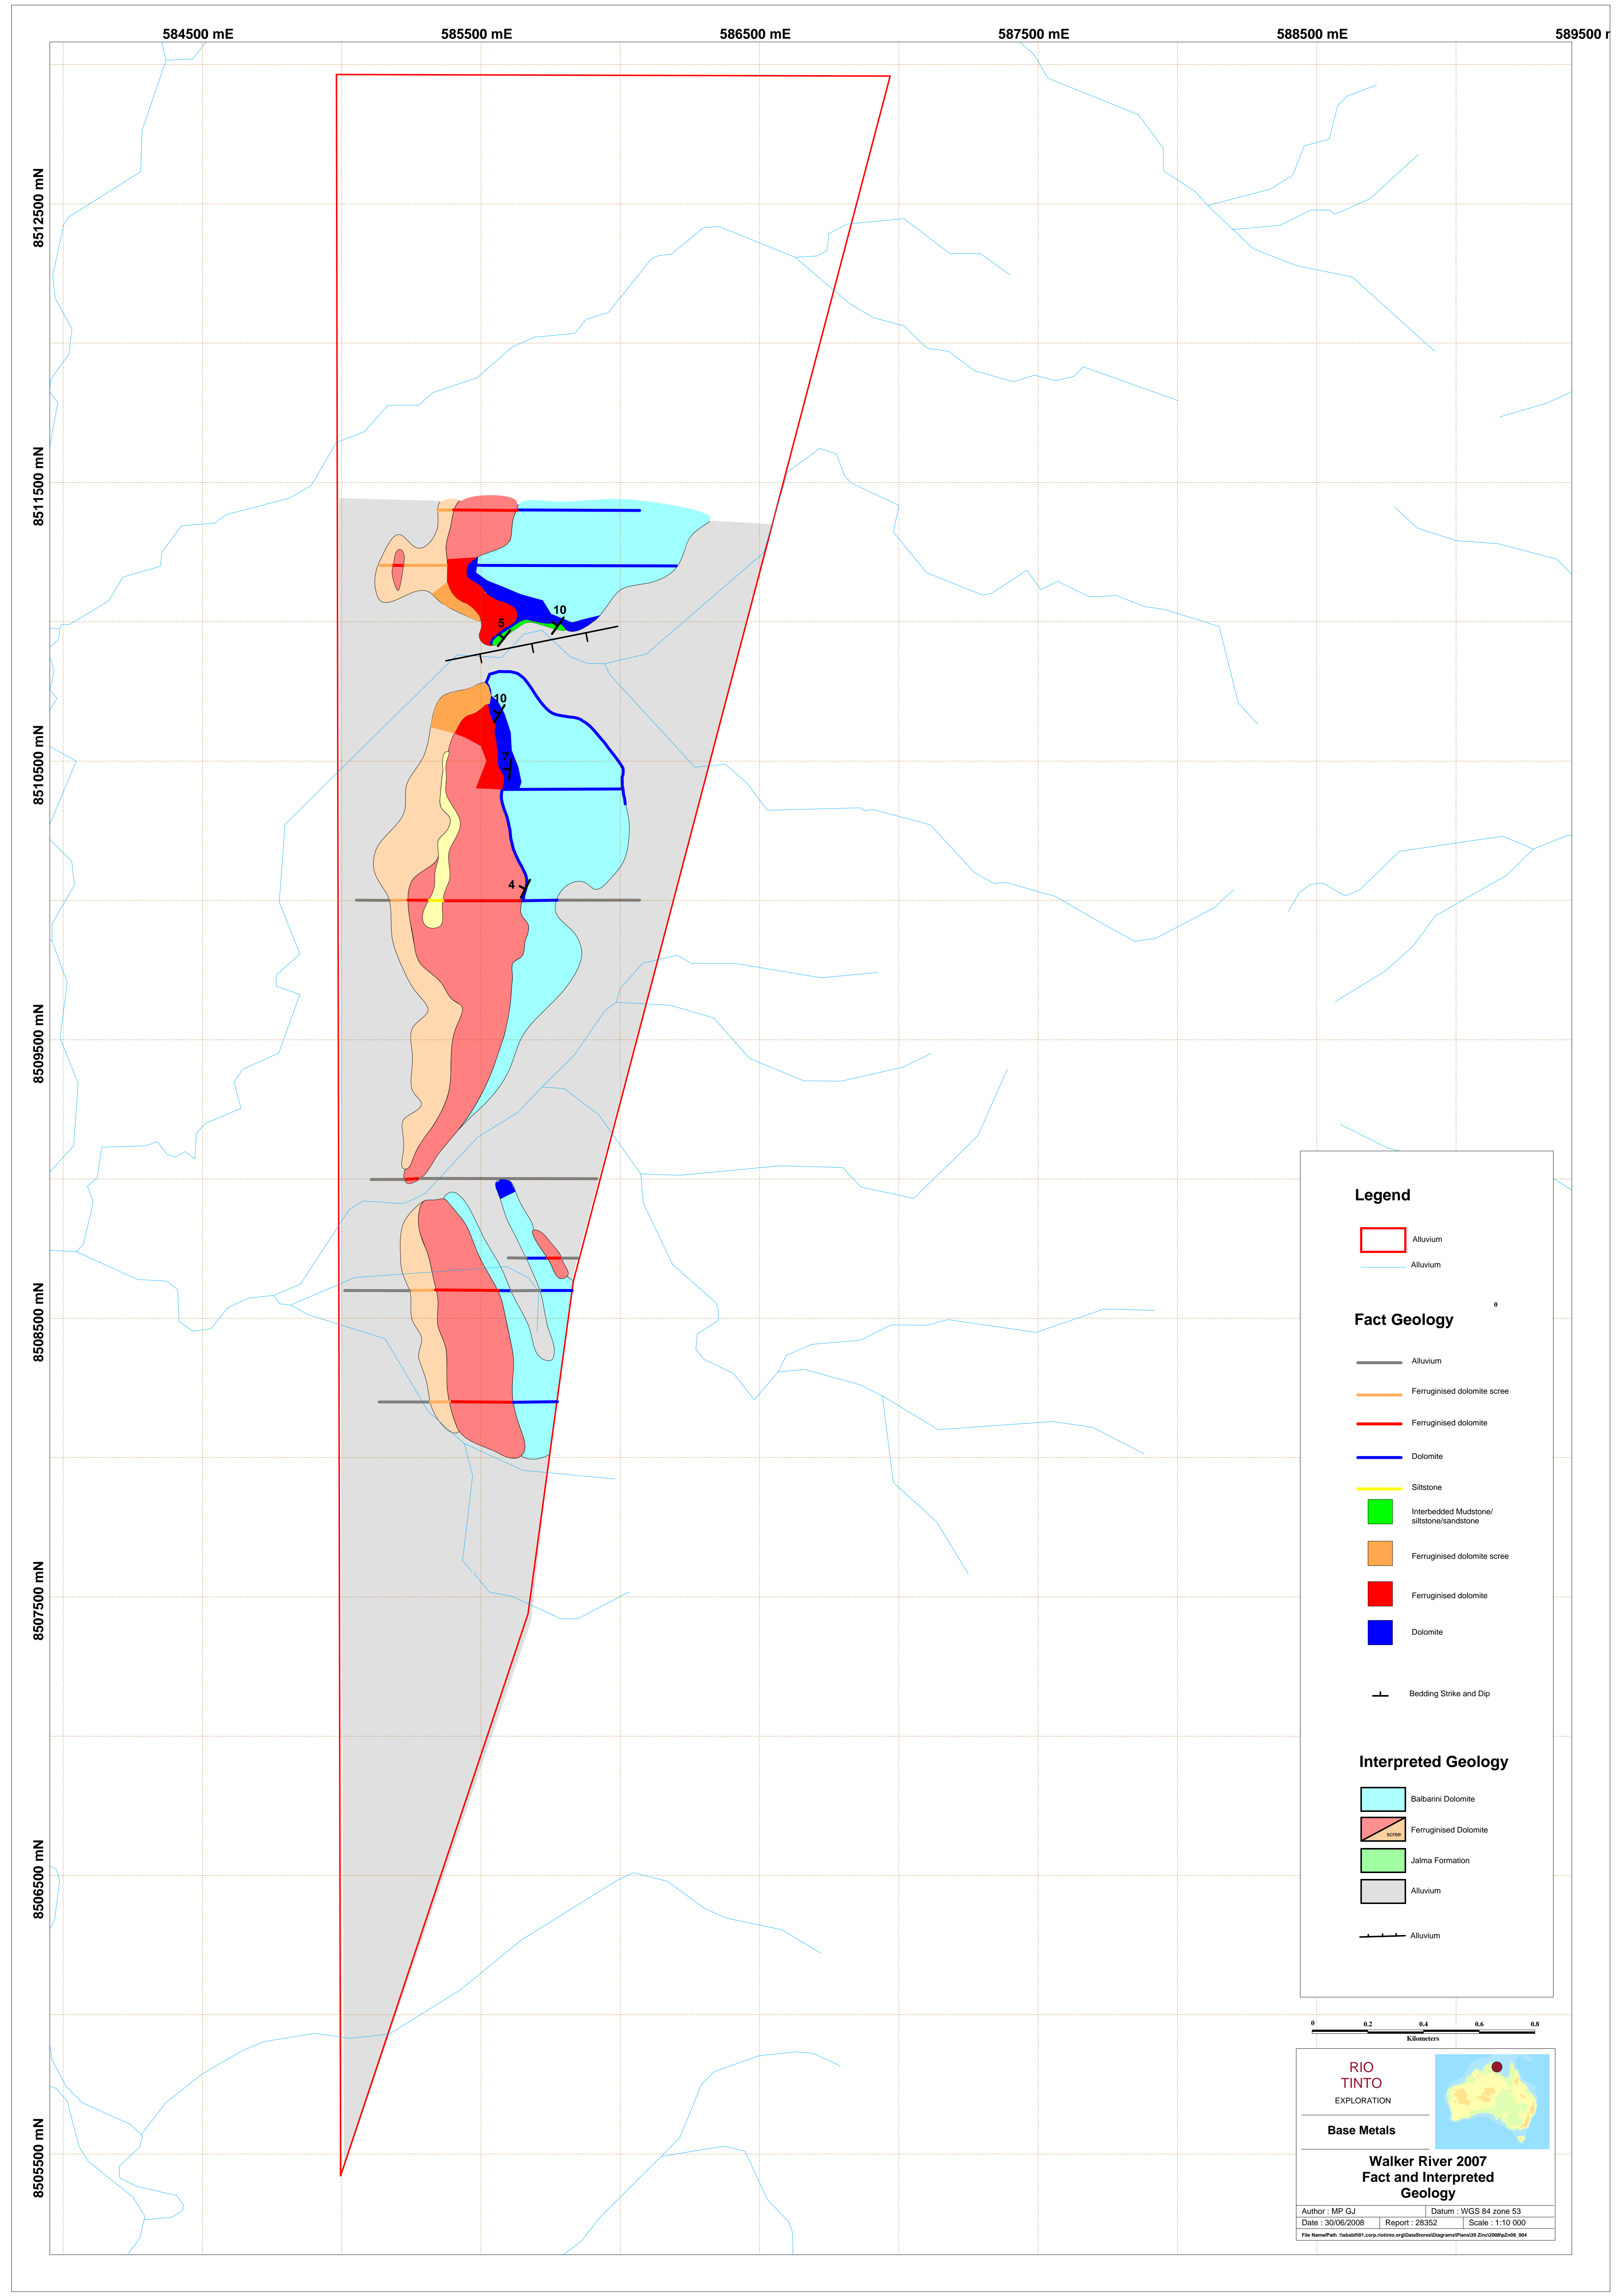 584500 mE
585500 mE
586500 mE
587500 mE
588500 mE
589500 m
8512500 mN
8511500 mN
8510500 mN
8509500 mN
8508500 mN
8507500 mN
8506500 mN
8505500 mN
10
5
10
7
4
Legend
Alluvium
Alluvium
0
Fact Geology
Alluvium
Ferruginised dolomite scree
Ferruginised dolomite
Dolomite
Siltstone
Interbedded Mudstone/
siltstone/sandstone
Ferruginised dolomite scree
Ferruginised dolomite
Dolomite
Bedding Strike and Dip
Interpreted Geology
Balbarini Dolomite
Ferruginised Dolomite
scree
Jalma Formation
Alluvium
Alluvium
0 0.2 0.4 0.6 0.8
Kilometers
RIO
TINTO
EXPLORATION
Base Metals
Walker River 2007
Fact and Interpreted
Geology
Author : MP GJ Datum : WGS 84 zone 53
Date : 30/06/2008 Report : 28352 Scale : 1:10 000
File Name/Path